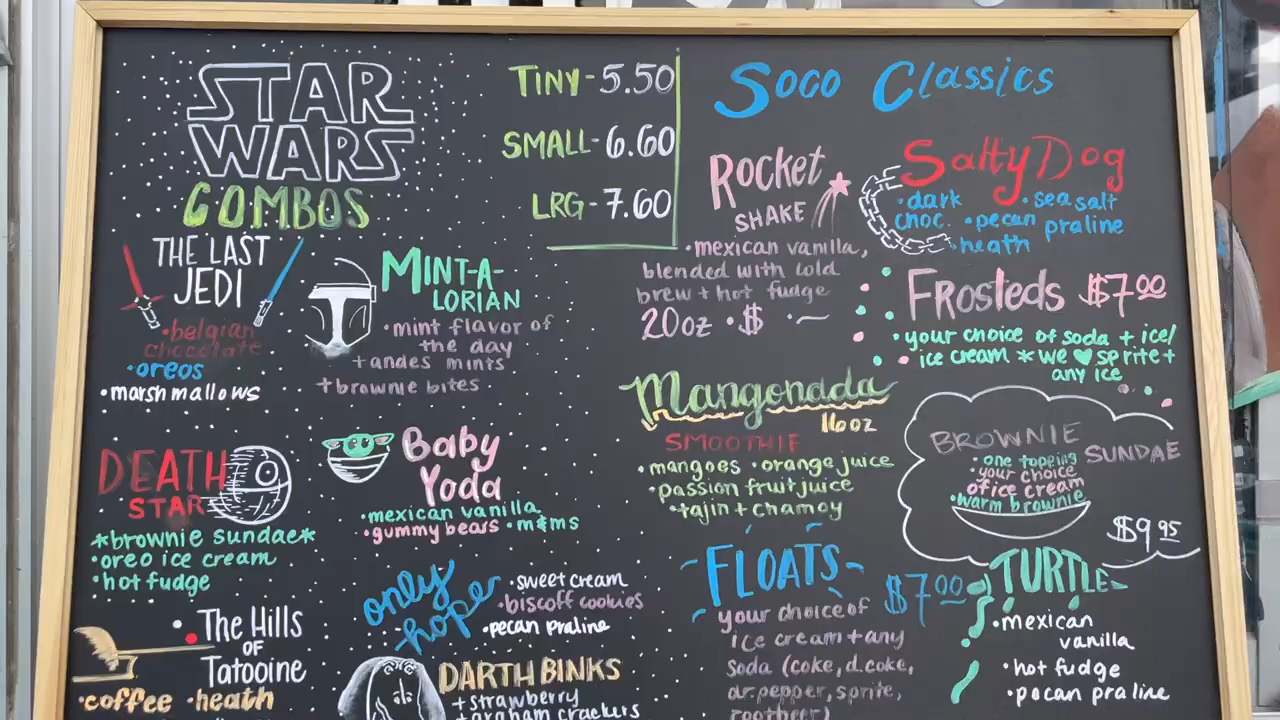 STAR
WARS
COMBOS
TINY - 5.50
SMALL - 6.60
LRG - 7.60
THE LAST
JEDI
•belgian
chocolate
•oreos
•marshmallows
MINT-A-
LORIAN
•mint flavor of
the day
+andes mints
+brownie bites
DEATH
STAR
*brownie sundae*
•oreo ice cream
•hot fudge
Baby
Yoda
•mexican vanilla
•gummy bears •m&ms
only
hope
•sweet cream
•biscoff cookies
•pecan praline
The Hills
OF
Tatooine
•coffee •heath
DARTH BINKS
+strawberry
+graham crackers
Soco Classics
ROCKET
SHAKE
•mexican vanilla,
blended with cold
brew + hot fudge
20oz • $
Salty Dog
•dark
choc.
•sea salt
•pecan praline
•heath
FROSTEDS $7.00
•your choice of soda + ice/
ice cream *we ♥ sprite +
any ice
Mangonada
16oz
SMOOTHIE
•mangoes •orange juice
•passion fruit juice
•tajin + chamoy
BROWNIE
SUNDAE
•one topping
•your choice
of ice cream
•warm brownie
$9.95
-FLOATS- $7.00
your choice of
ice cream + any
soda (coke, d.coke,
dr.pepper, sprite,
rootbeer)
TURTLE
•mexican
vanilla
•hot fudge
•pecan praline